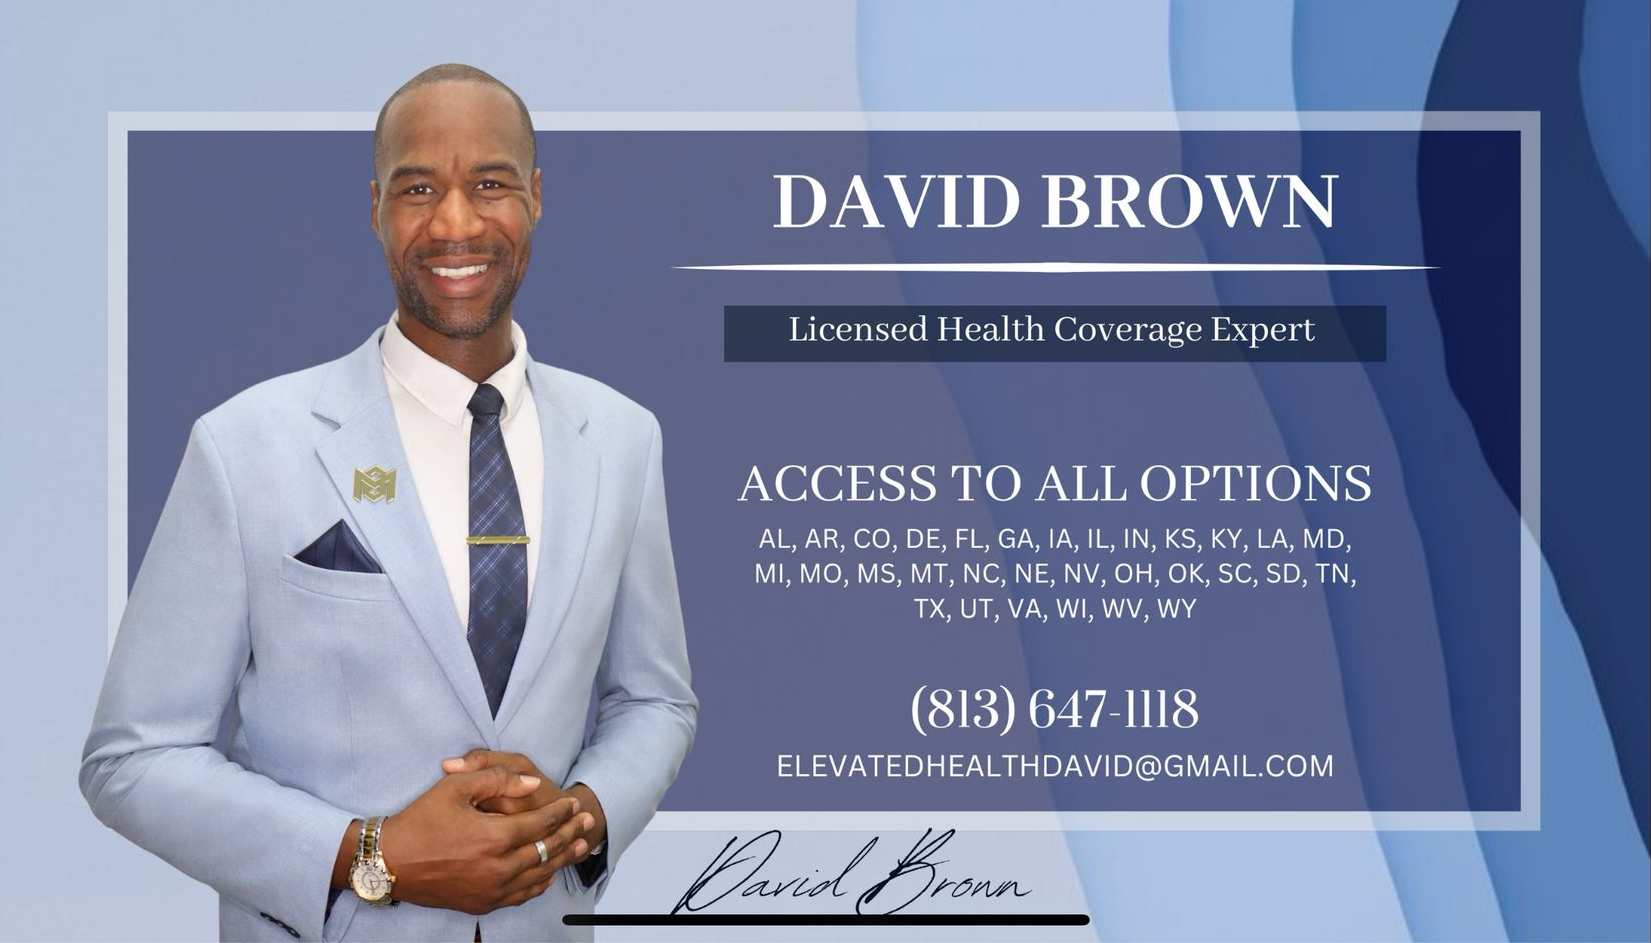 DAVID BROWN
Licensed Health Coverage Expert
ACCESS TO ALL OPTIONS
AL, AR, CO, DE, FL, GA, IA, IL, IN, KS, KY, LA, MD,
MI, MO, MS, MT, NC, NE, NV, OH, OK, SC, SD, TN,
TX, UT, VA, WI, WV, WY
(813) 647-1118
ELEVATEDHEALTHDAVID@GMAIL.COM
David Brown